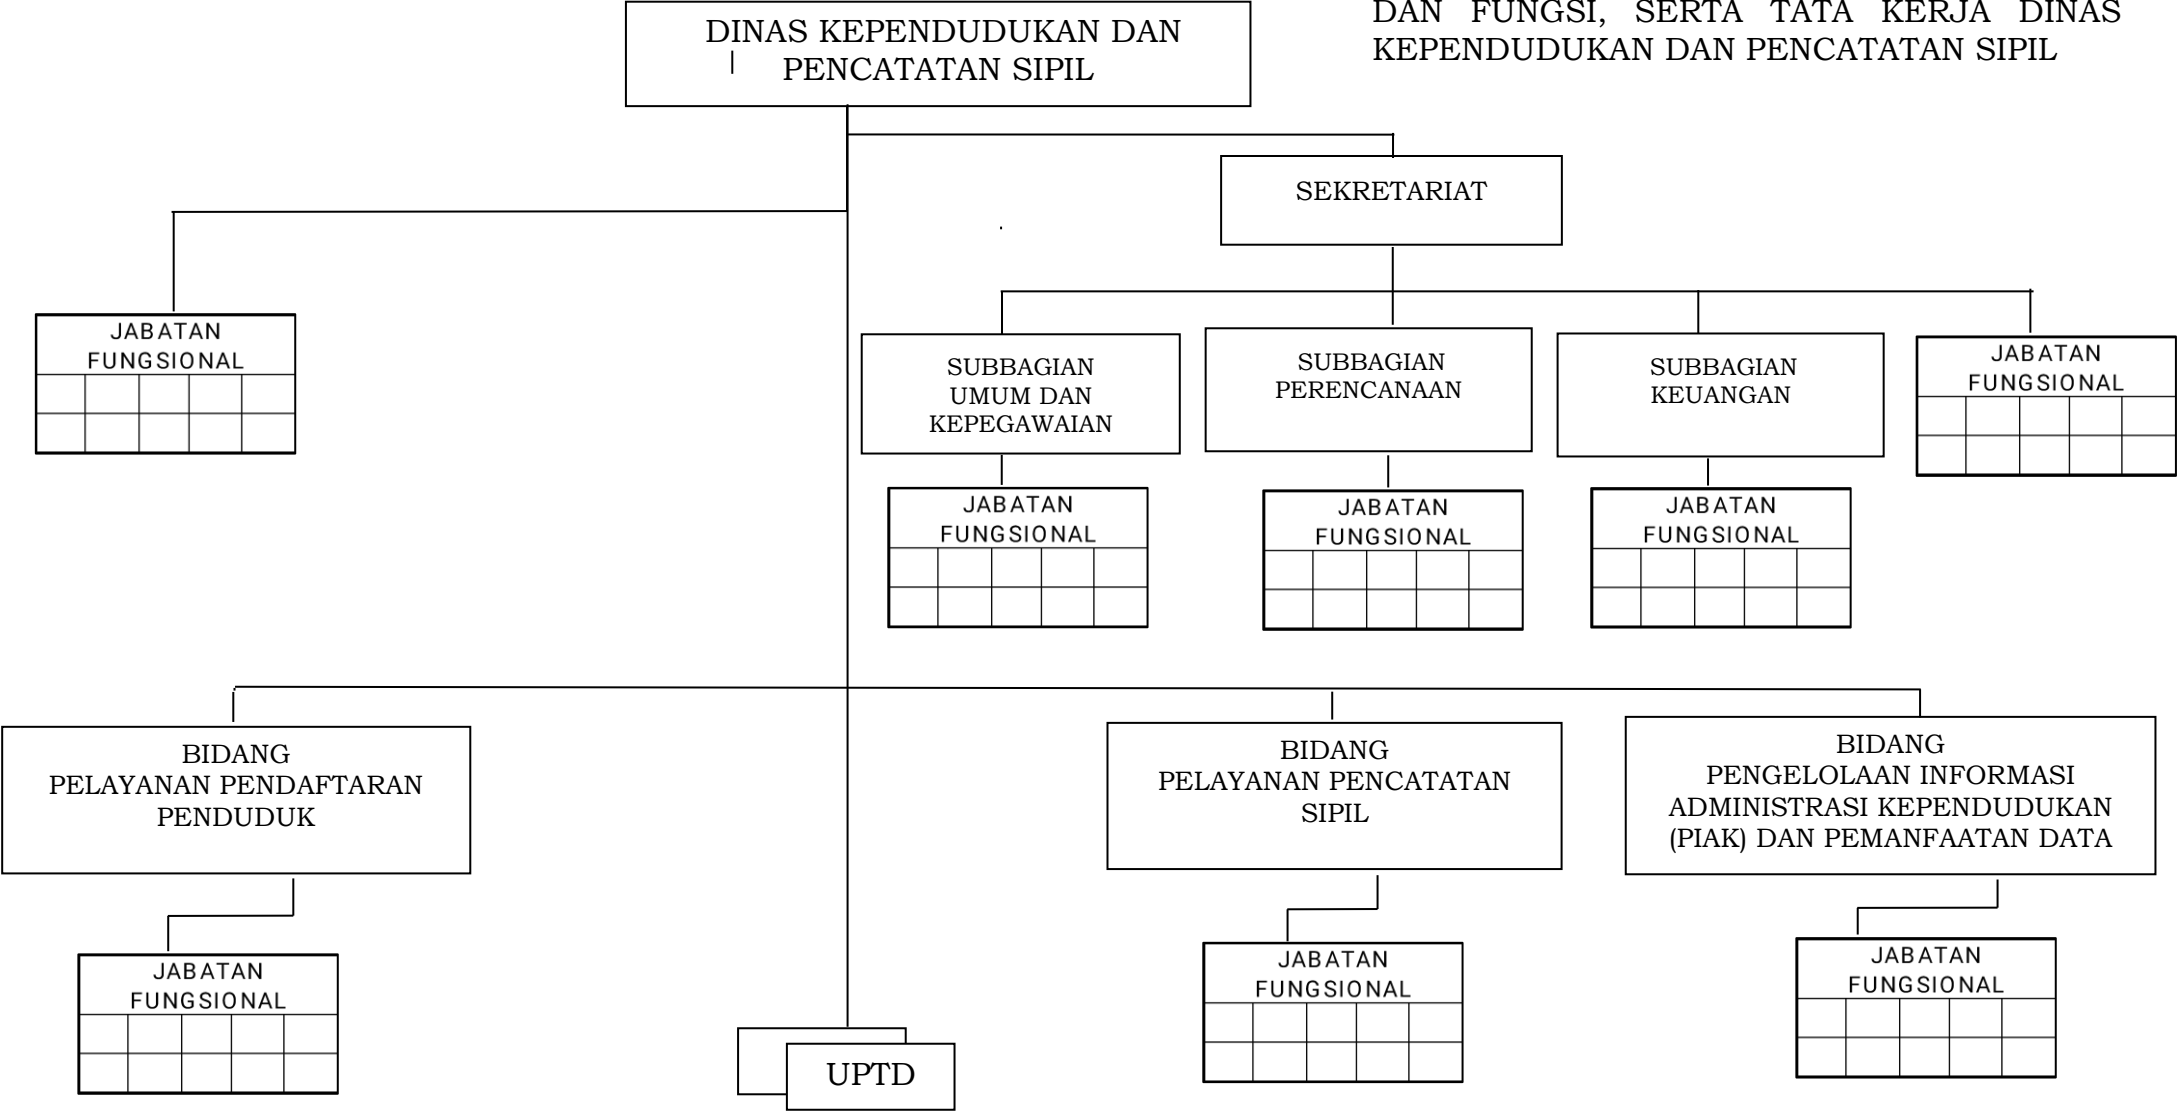 DINAS KEPENDUDUKAN DAN
PENCATATAN SIPIL
DAN FUNGSI, SERTA TATA KERJA DINAS
KEPENDUDUKAN DAN PENCATATAN SIPIL
SEKRETARIAT
JABATAN
FUNGSIONAL
SUBBAGIAN
UMUM DAN
KEPEGAWAIAN
SUBBAGIAN
PERENCANAAN
SUBBAGIAN
KEUANGAN
JABATAN
FUNGSIONAL
JABATAN
FUNGSIONAL
JABATAN
FUNGSIONAL
JABATAN
FUNGSIONAL
BIDANG
PELAYANAN PENDAFTARAN
PENDUDUK
BIDANG
PELAYANAN PENCATATAN
SIPIL
BIDANG
PENGELOLAAN INFORMASI
ADMINISTRASI KEPENDUDUKAN
(PIAK) DAN PEMANFAATAN DATA
JABATAN
FUNGSIONAL
JABATAN
FUNGSIONAL
JABATAN
FUNGSIONAL
UPTD